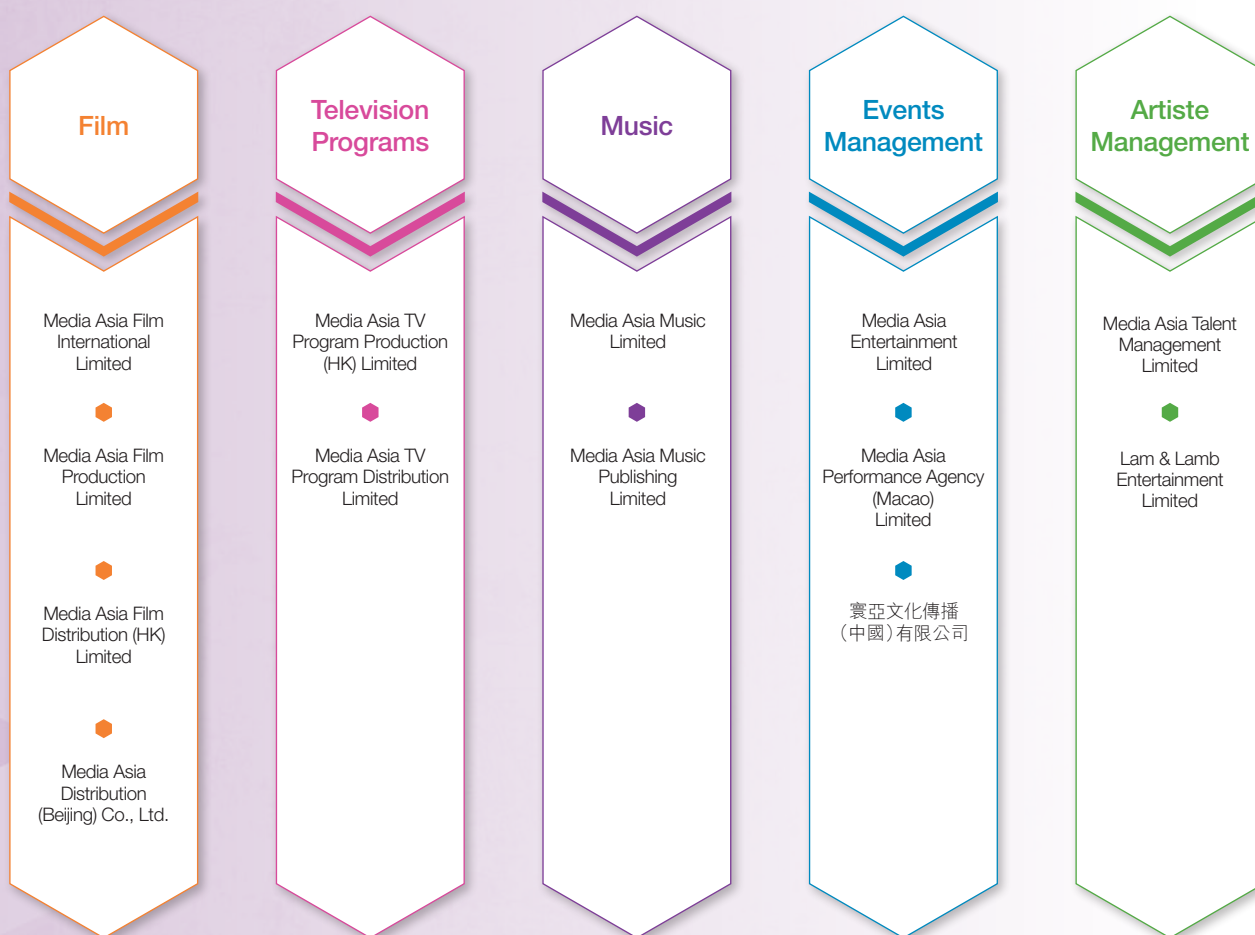 Film
Media Asia Film
International
Limited
Media Asia Film
Production
Limited
Media Asia Film
Distribution (HK)
Limited
Media Asia
Distribution
(Beijing) Co., Ltd.
Television
Programs
Media Asia TV
Program Production
(HK) Limited
Media Asia TV
Program Distribution
Limited
Music
Media Asia Music
Limited
Media Asia Music
Publishing
Limited
Events
Management
Media Asia
Entertainment
Limited
Media Asia
Performance Agency
(Macao)
Limited
寰亞文化傳播
（中國）有限公司
Artiste
Management
Media Asia Talent
Management
Limited
Lam & Lamb
Entertainment
Limited